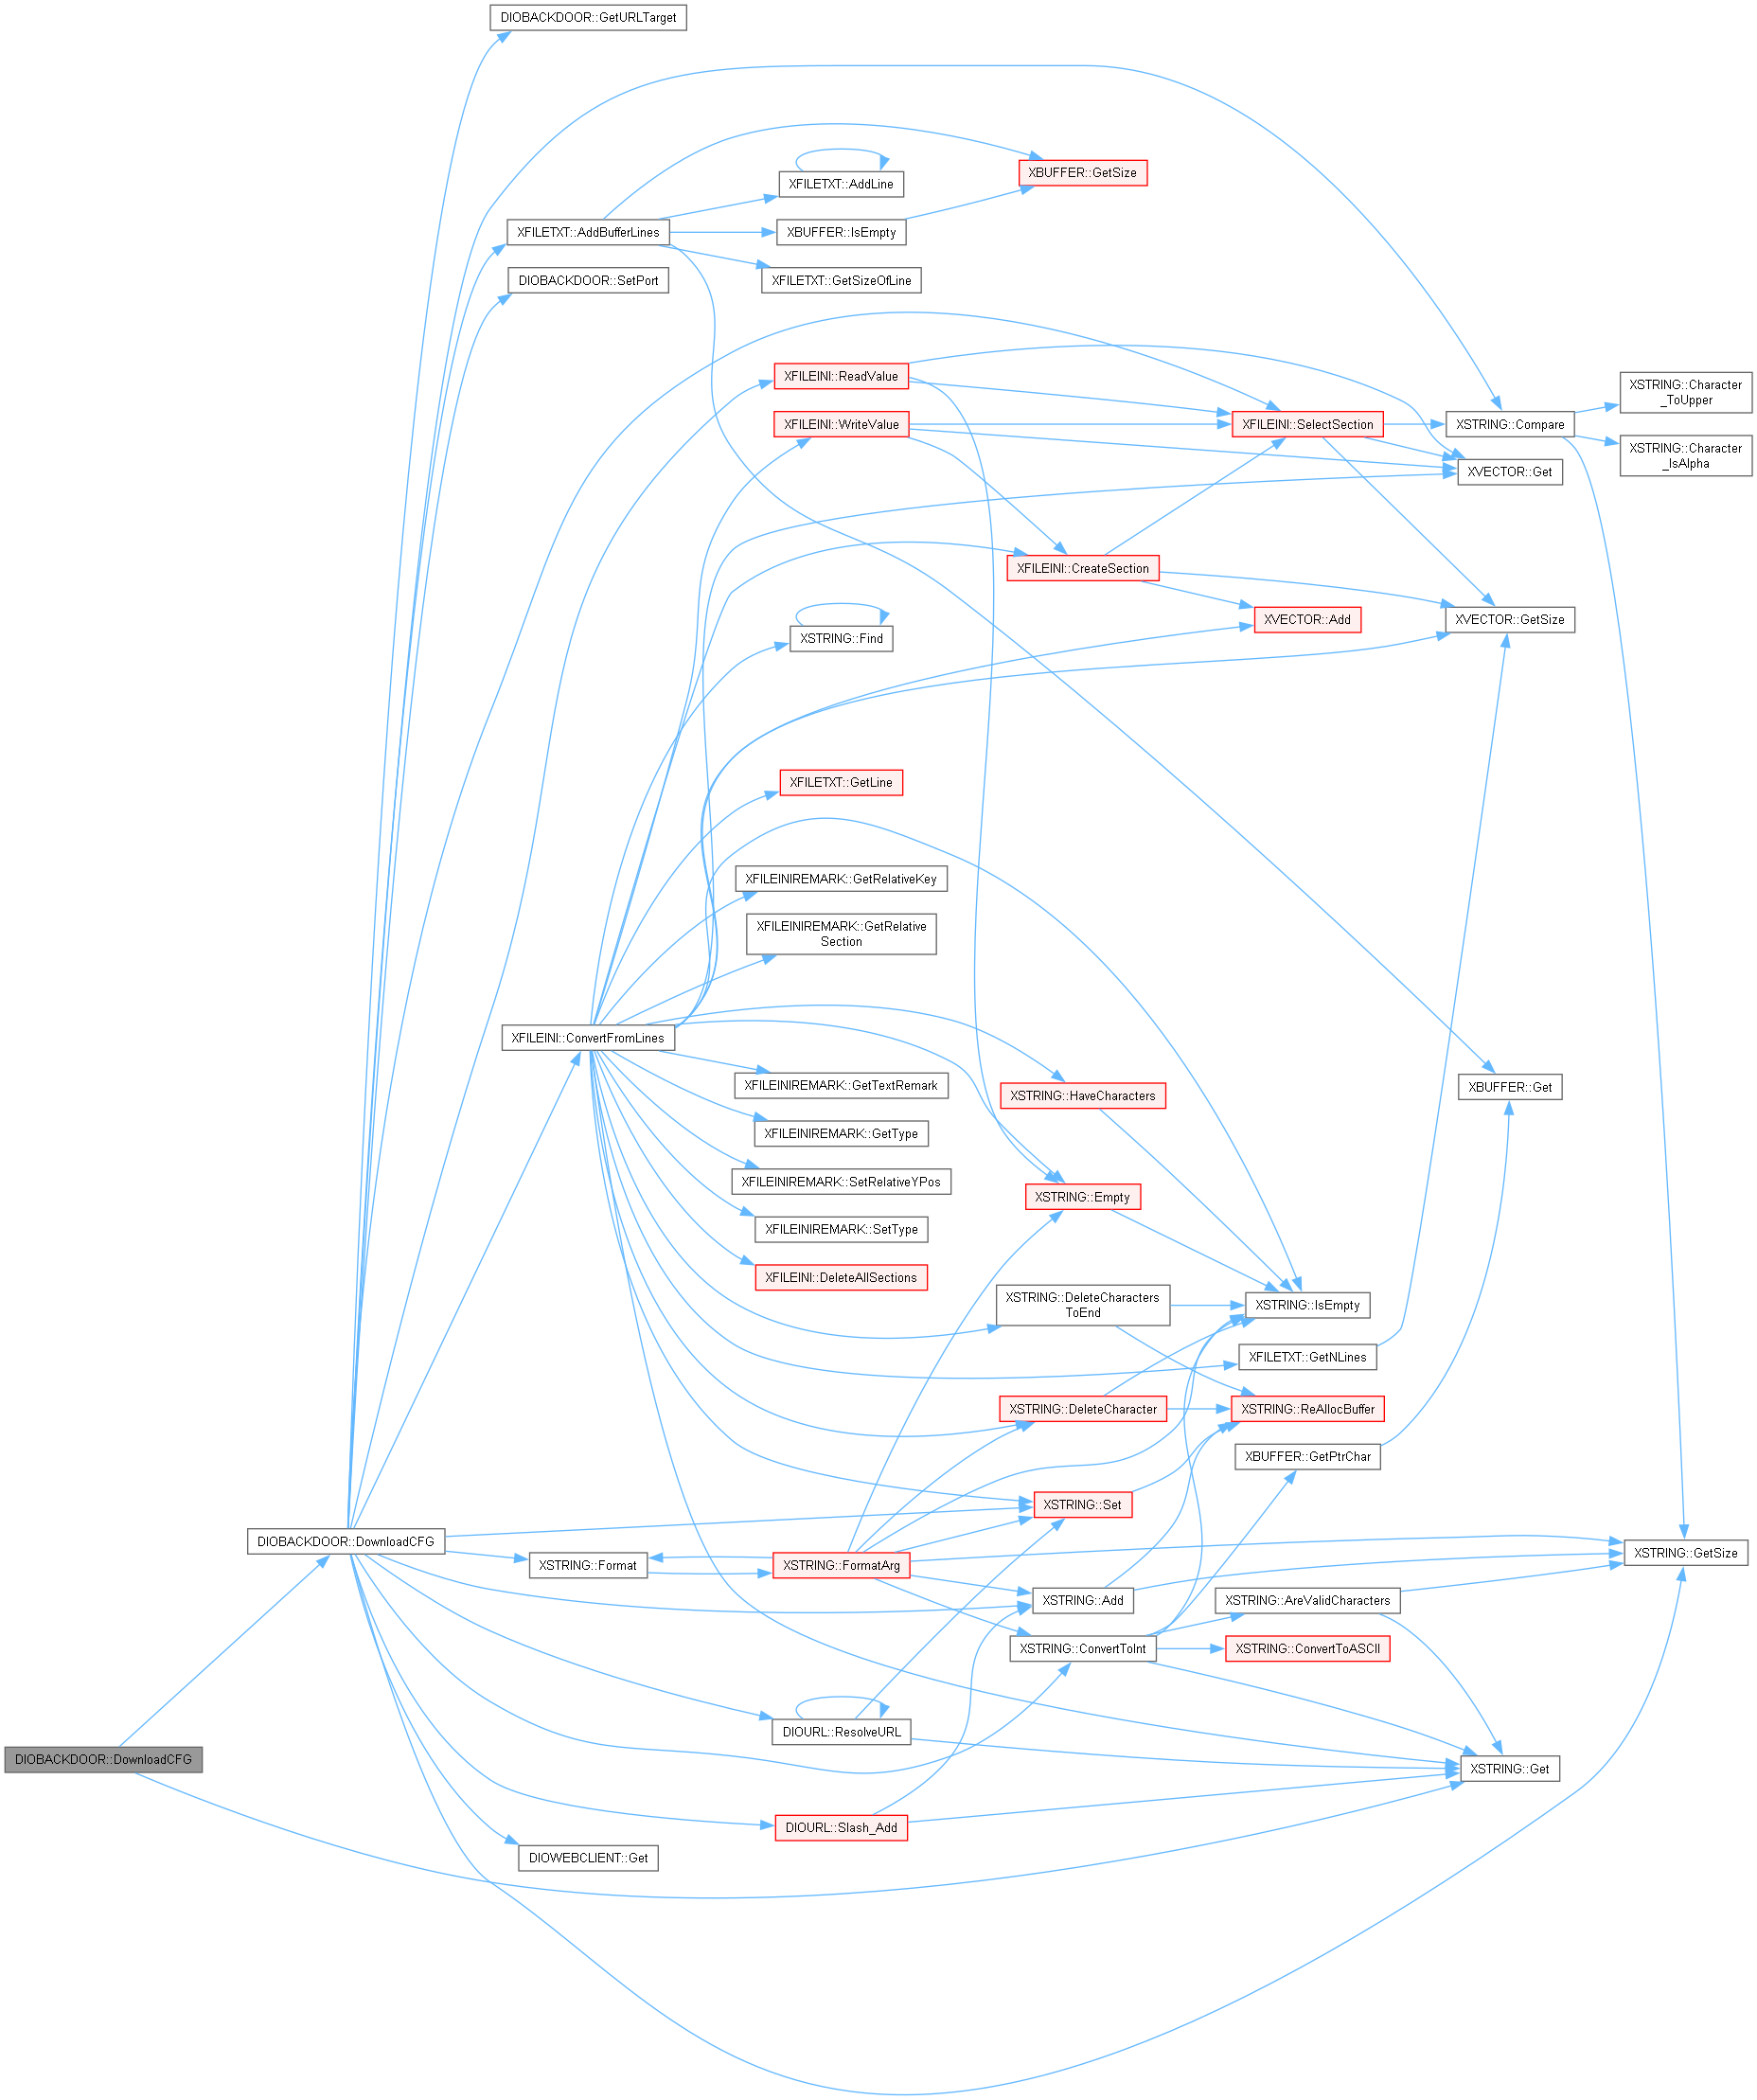 DIOBACKDOOR::GetURLTarget
XBUFFER::GetSize
XFILETXT::AddLine
XFILETXT::AddBufferLines
XBUFFER::IsEmpty
DIOBACKDOOR::SetPort
XFILETXT::GetSizeOfLine
XFILEINI::ReadValue
XSTRING::Character
_ToUpper
XFILEINI::WriteValue
XFILEINI::SelectSection
XSTRING::Compare
XSTRING::Character
_IsAlpha
XVECTOR::Get
XFILEINI::CreateSection
XVECTOR::Add
XVECTOR::GetSize
XSTRING::Find
XFILETXT::GetLine
XFILEINIREMARK::GetRelativeKey
XFILEINIREMARK::GetRelative
Section
XFILEINI::ConvertFromLines
XFILEINIREMARK::GetTextRemark
XSTRING::HaveCharacters
XBUFFER::Get
XFILEINIREMARK::GetType
XFILEINIREMARK::SetRelativeYPos
XSTRING::Empty
XFILEINIREMARK::SetType
XFILEINI::DeleteAllSections
XSTRING::DeleteCharacters
ToEnd
XSTRING::IsEmpty
XFILETXT::GetNLines
XSTRING::DeleteCharacter
XSTRING::ReAllocBuffer
XBUFFER::GetPtrChar
XSTRING::Set
DIOBACKDOOR::DownloadCFG
XSTRING::Format
XSTRING::FormatArg
XSTRING::GetSize
XSTRING::Add
XSTRING::AreValidCharacters
XSTRING::ConvertToInt
XSTRING::ConvertToASCII
DIOURL::ResolveURL
DIOBACKDOOR::DownloadCFG
XSTRING::Get
DIOURL::Slash_Add
DIOWEBCLIENT::Get